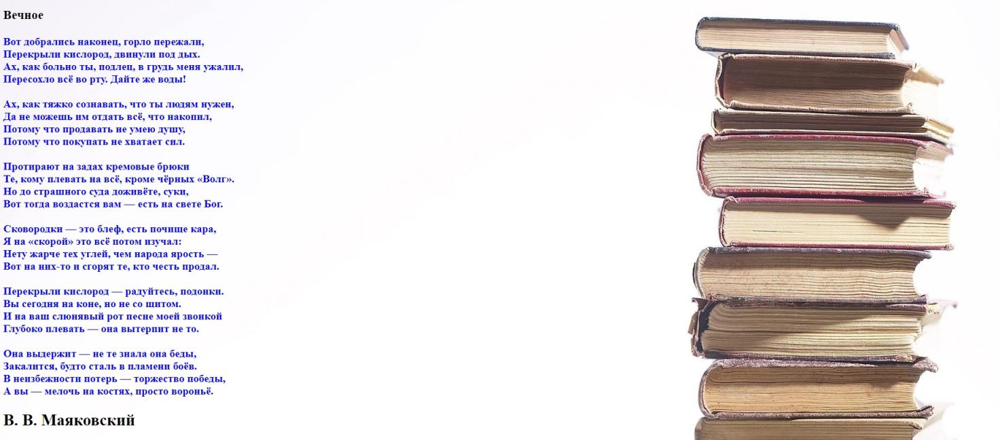 Вечное
Вот добрались наконец, горло пережали,
Перекрыли кислород, двинули под дых.
Ах, как больно ты, подлец, в грудь меня ужалил,
Пересохло всё во рту. Дайте же воды!
Ах, как тяжко сознавать, что ты людям нужен,
Да не можешь им отдать всё, что накопил,
Потому что продавать не умею душу,
Потому что покупать не хватает сил.
Протирают на задах кремовые брюки
Те, кому плевать на всё, кроме чёрных «Волг».
Но до страшного суда доживёте, суки,
Вот тогда воздастся вам — есть на свете Бог.
Сковородки — это блеф, есть почище кара,
Я на «скорой» это всё потом изучал:
Нету жарче тех углей, чем народа ярость —
Вот на них-то и сгорят те, кто честь продал.
Перекрыли кислород — радуйтесь, подонки.
Вы сегодня на коне, но не со щитом.
И на ваш слюнявый рот песне моей звонкой
Глубоко плевать — она вытерпит не то.
Она выдержит — не те знала она беды,
Закалится, будто сталь в пламени боёв.
В неизбежности потерь — торжество победы,
А вы — мелочь на костях, просто вороньё.
В. В. Маяковский